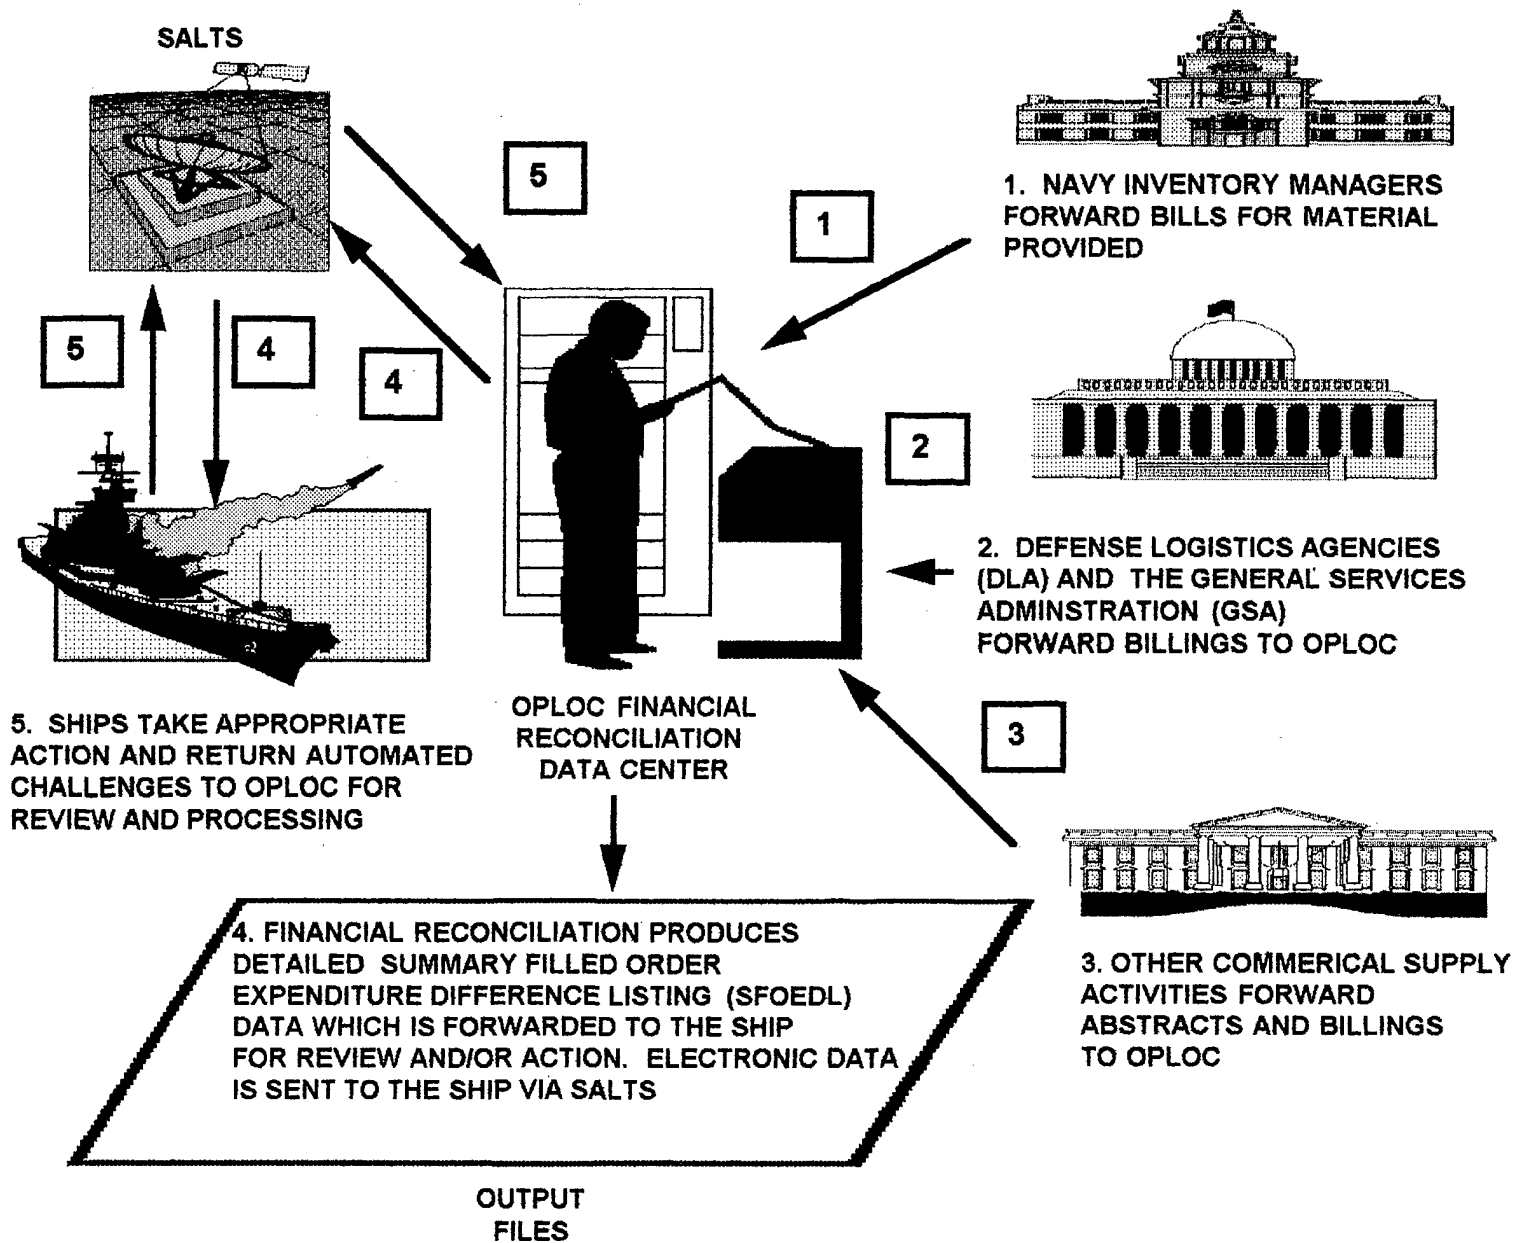 SALTS
5
1
1. NAVY INVENTORY MANAGERS
FORWARD BILLS FOR MATERIAL
PROVIDED
5
4
4
2
2. DEFENSE LOGISTICS AGENCIES
(DLA) AND THE GENERAL SERVICES
ADMINSTRATION (GSA)
FORWARD BILLINGS TO OPLOC
OPLOC FINANCIAL
RECONCILIATION
DATA CENTER
3
5. SHIPS TAKE APPROPRIATE
ACTION AND RETURN AUTOMATED
CHALLENGES TO OPLOC FOR
REVIEW AND PROCESSING
4. FINANCIAL RECONCILIATION PRODUCES
DETAILED SUMMARY FILLED ORDER
EXPENDITURE DIFFERENCE LISTING (SFOEDL)
DATA WHICH IS FORWARDED TO THE SHIP
FOR REVIEW AND/OR ACTION. ELECTRONIC DATA
IS SENT TO THE SHIP VIA SALTS
3. OTHER COMMERICAL SUPPLY
ACTIVITIES FORWARD
ABSTRACTS AND BILLINGS
TO OPLOC
OUTPUT
FILES